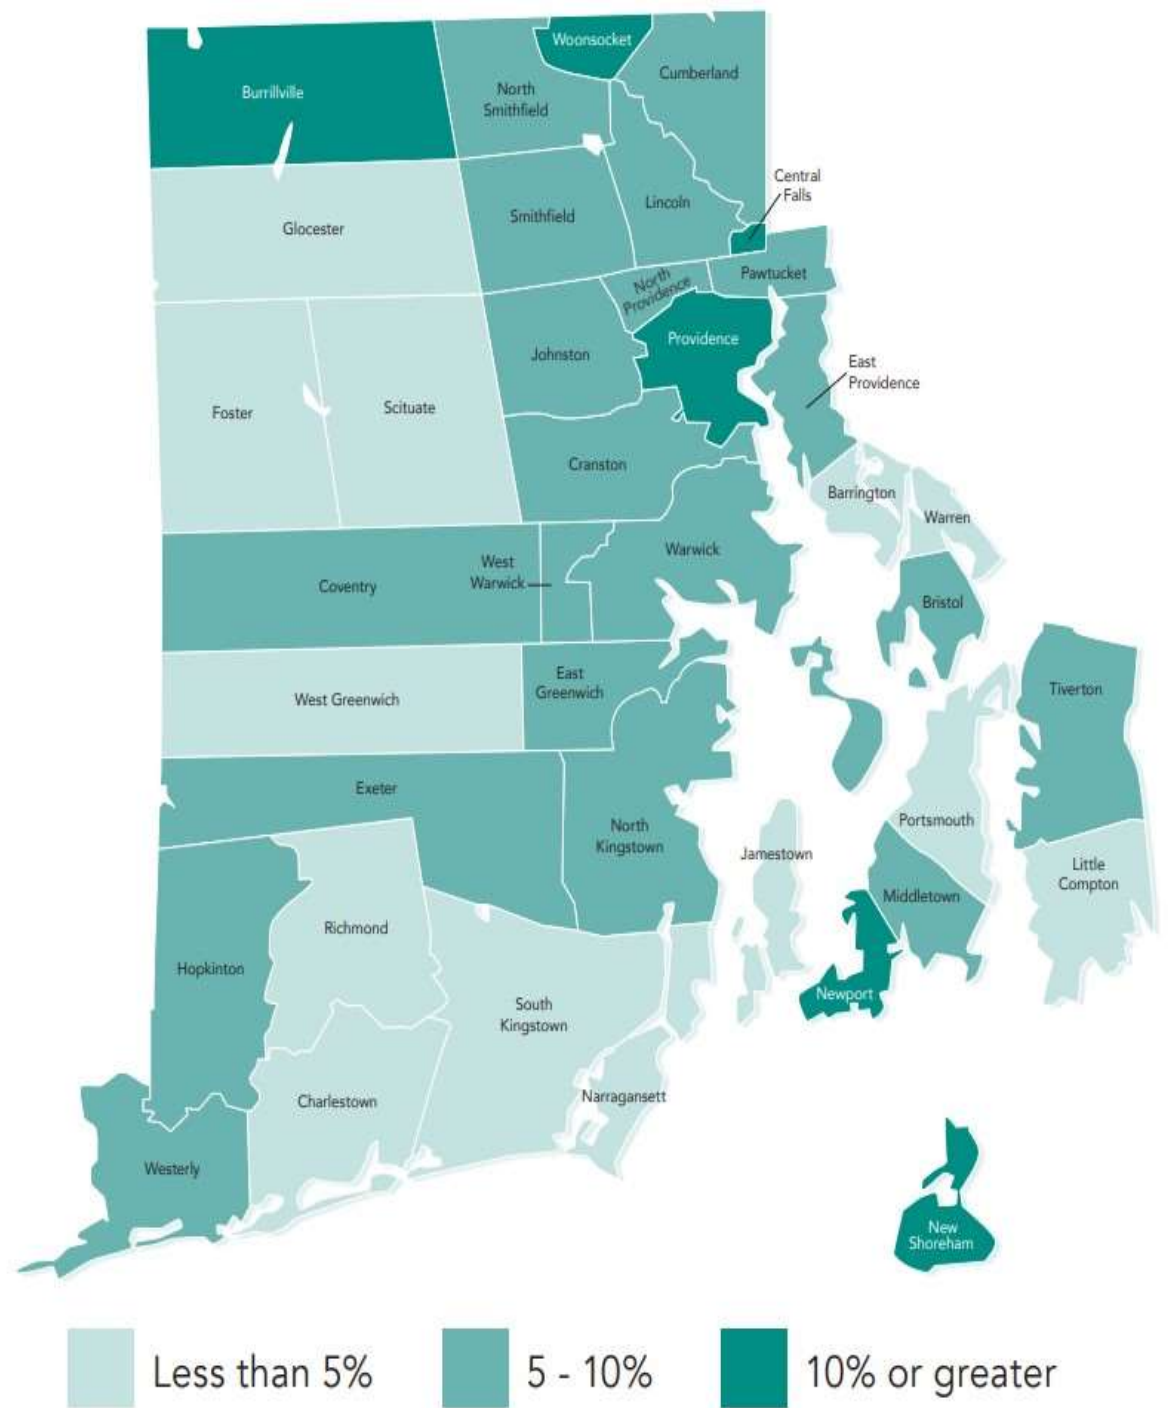 Woonsocket
Cumberland
Burrillville
North
Smithfield
Central
Falls
Lincoln
Smithfield
Glocester
North
Providence
Pawtucket
Providence
Johnston
East
Providence
Foster
Scituate
Cranston
Barrington
Warren
Warwick
West
Warwick
Coventry
Bristol
East
Greenwich
West Greenwich
Tiverton
Exeter
North
Kingstown
Portsmouth
Jamestown
Little
Compton
Middletown
Richmond
Hopkinton
Newport
South
Kingstown
Charlestown
Narragansett
Westerly
New
Shoreham
Less than 5%
5 - 10%
10% or greater